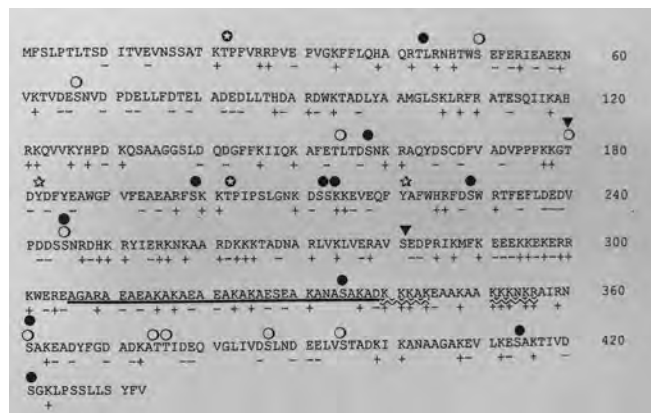 MFSLPTLTSD ITVEVNSSAT KTPFVRRPVE PVGKFFLQHA QRTLRNHTWS EFERIEAEKN 60
VKTVDESNVD PDELLFDTEL ADEDLLTHDA RDWKTADLYA AMGLSKLRFR ATESQIIKAH 120
RKQVVKYHPD KQSAAGGSLD QDGFFKIIQK AFETLTDSNK RAQYDSCDFV ADVPPPKKGT 180
DYDFYEAWGP VFEAEARFSK KTPIPSLGNK DSSKKEVEQF YAFWHRFDSW RTFEFLDEDV 240
PDDSSNRDHK RYIERKNKAA RDKKKTADNA RLVKLVERAV SEDPRIKMFK EEEKKEKERR 300
KWEREAGARA EAEAKAKAEA EAKAKAESEA KANASAKADK KKAKEAAKAA KKKNKRAIRN 360
SAKEADYFGD ADKATTIDEQ VGLIVDSLND EELVSTADKI KANAAGAKEV LKESAKTIVD 420
SGKLPSSLLS YFV